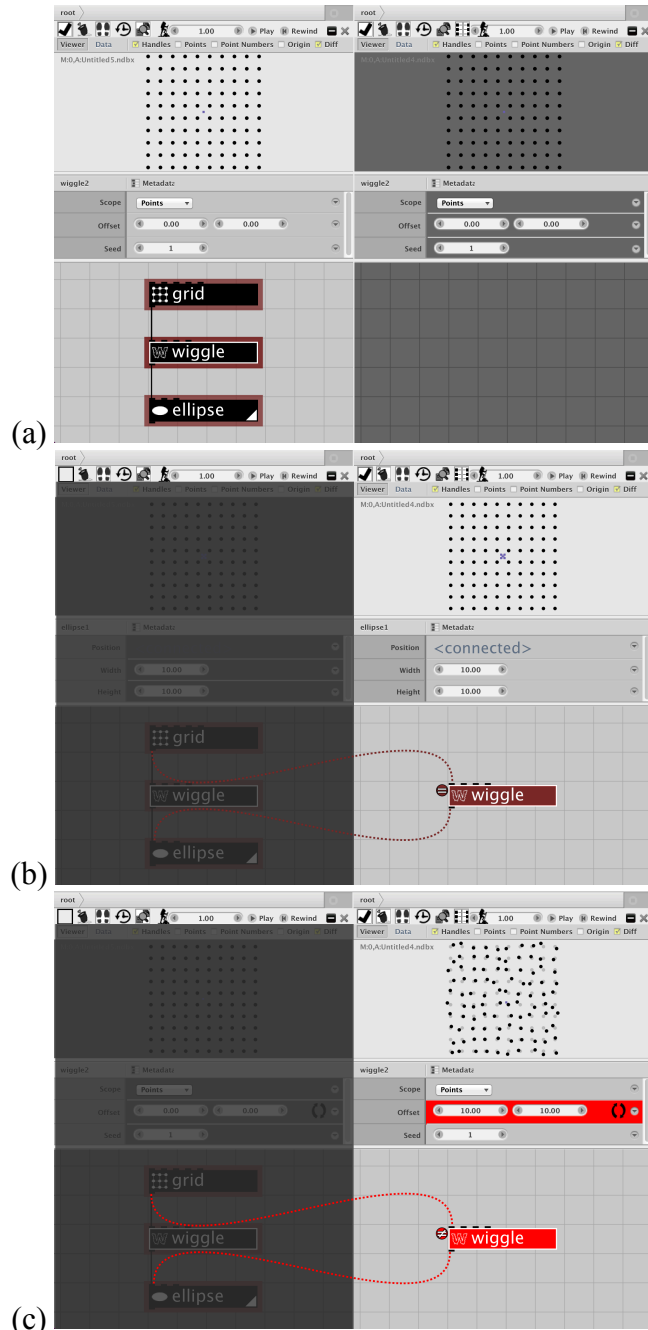 root
1.00 Play Rewind
Viewer Data Handles Points Point Numbers Origin Diff
M:0,A:Untitled5.ndbx
wiggle2 Metadata
Scope Points
Offset 0.00 0.00
Seed 1
grid
wiggle
ellipse
root
1.00 Play Rewind
Viewer Data Handles Points Point Numbers Origin Diff
M:0,A:Untitled4.ndbx
wiggle2 Metadata
Scope Points
Offset 0.00 0.00
Seed 1
(a)
root
1.00 Play Rewind
Viewer Data Handles Points Point Numbers Origin Diff
ellipse1 Metadata
Position
Width 10.00
Height 10.00
grid
wiggle
ellipse
root
1.00 Play Rewind
Viewer Data Handles Points Point Numbers Origin Diff
M:0,A:Untitled4.ndbx
ellipse1 Metadata
Position <connected>
Width 10.00
Height 10.00
= W wiggle
(b)
root
1.00 Play Rewind
Viewer Data Handles Points Point Numbers Origin Diff
wiggle2 Metadata
Scope Points
Offset 0.00 0.00
Seed 1
grid
wiggle
ellipse
root
1.00 Play Rewind
Viewer Data Handles Points Point Numbers Origin Diff
M:0,A:Untitled4.ndbx
wiggle2 Metadata
Scope Points
Offset 10.00 10.00
Seed 1
≠ W wiggle
(c)